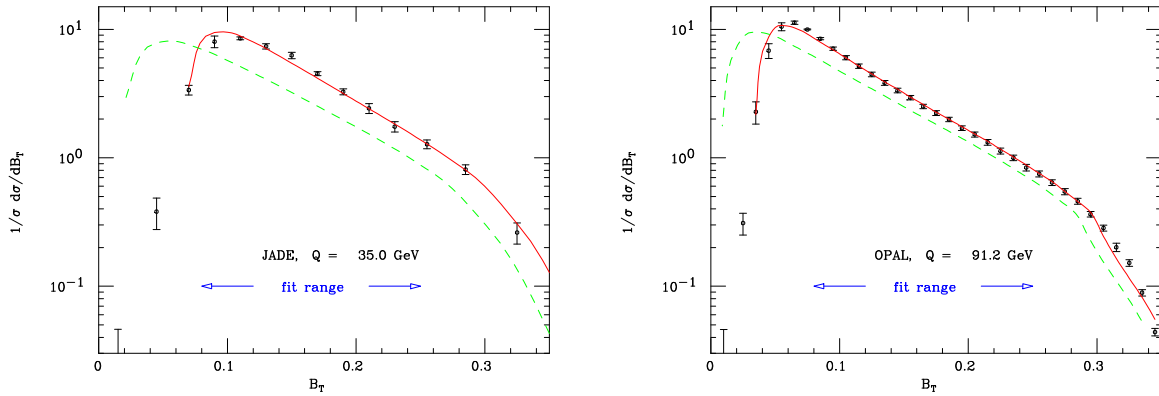 10¹
10⁰
10⁻¹
1/σ dσ/dB_T
JADE, Q = 35.0 GeV
fit range
0 0.1 0.2 0.3
B_T
10¹
10⁰
10⁻¹
1/σ dσ/dB_T
OPAL, Q = 91.2 GeV
fit range
0 0.1 0.2 0.3
B_T